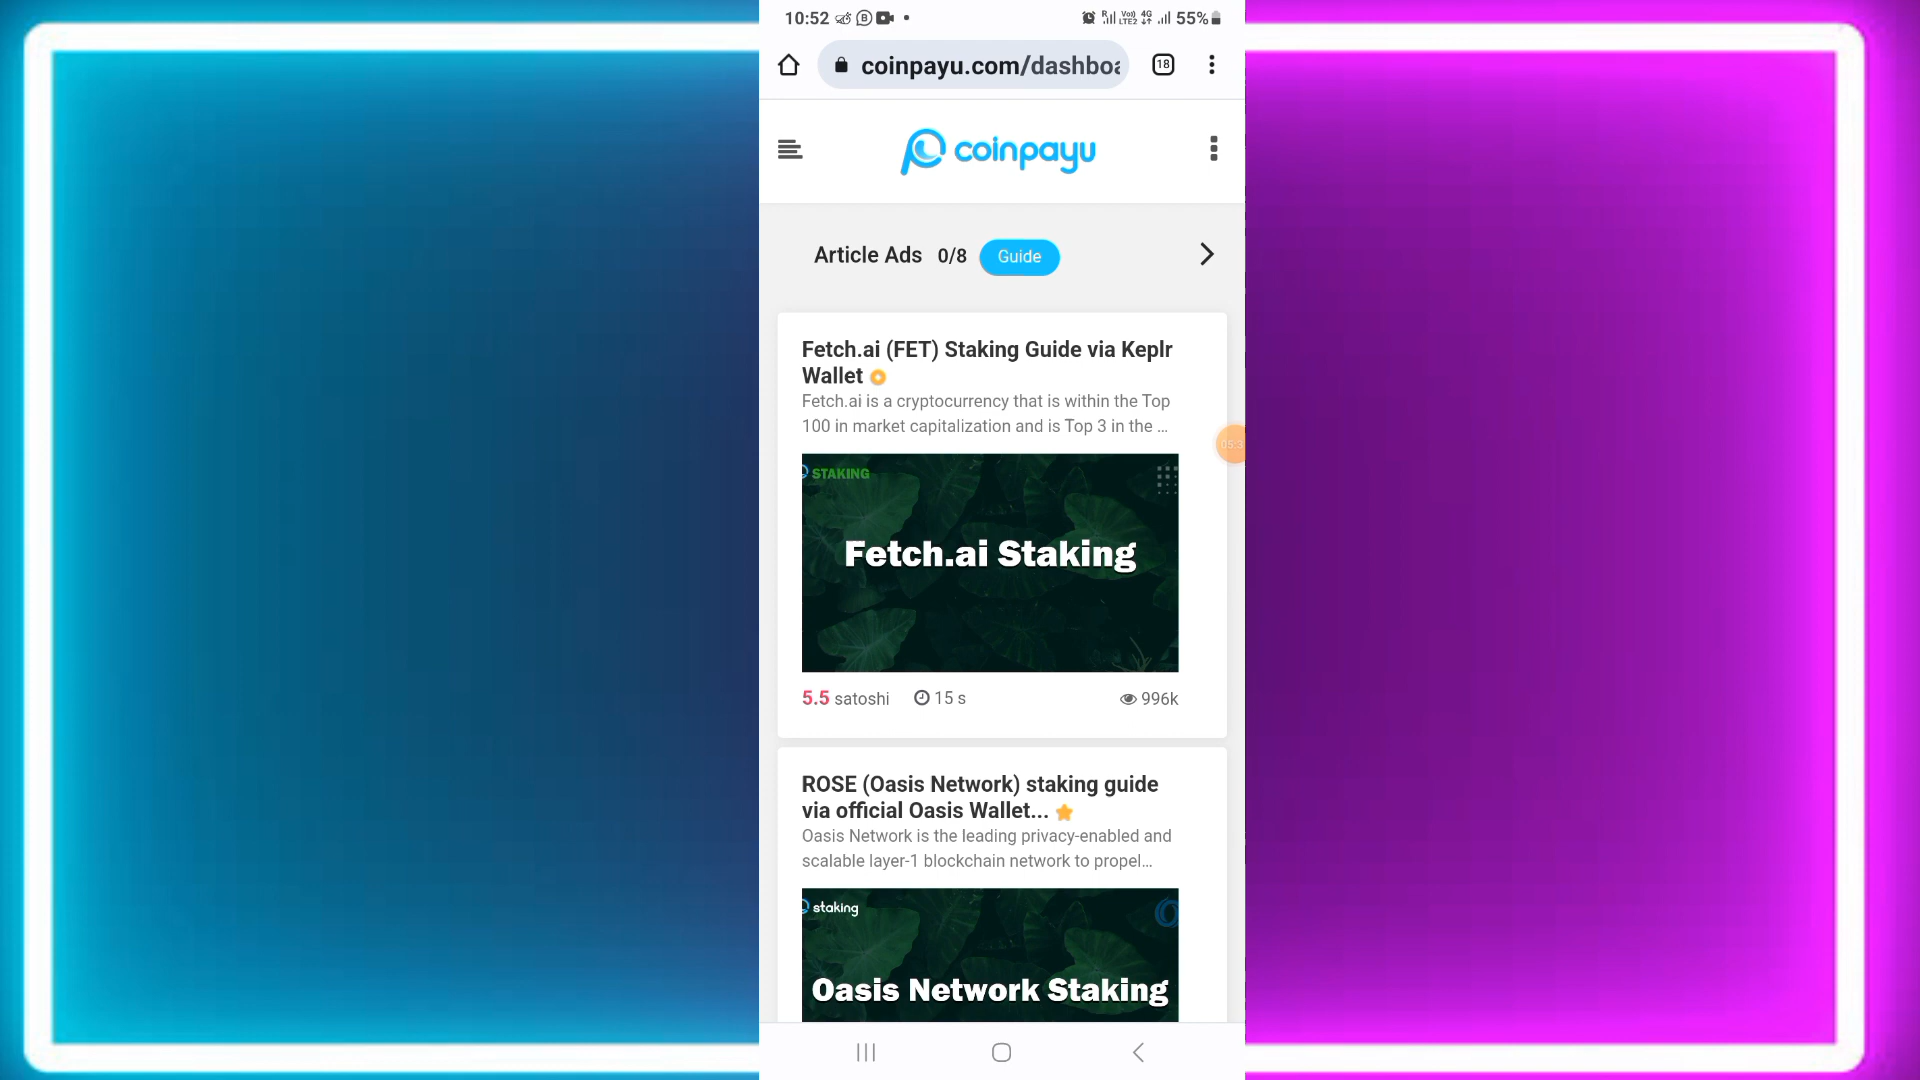 10:52
55%
coinpayu.com/dashboa
18
coinpayu
Article Ads 0/8 Guide
Fetch.ai (FET) Staking Guide via Keplr
Wallet
Fetch.ai is a cryptocurrency that is within the Top
100 in market capitalization and is Top 3 in the ...
STAKING
Fetch.ai Staking
5.5 satoshi 15 s 996k
ROSE (Oasis Network) staking guide
via official Oasis Wallet...
Oasis Network is the leading privacy-enabled and
scalable layer-1 blockchain network to propel...
staking
Oasis Network Staking